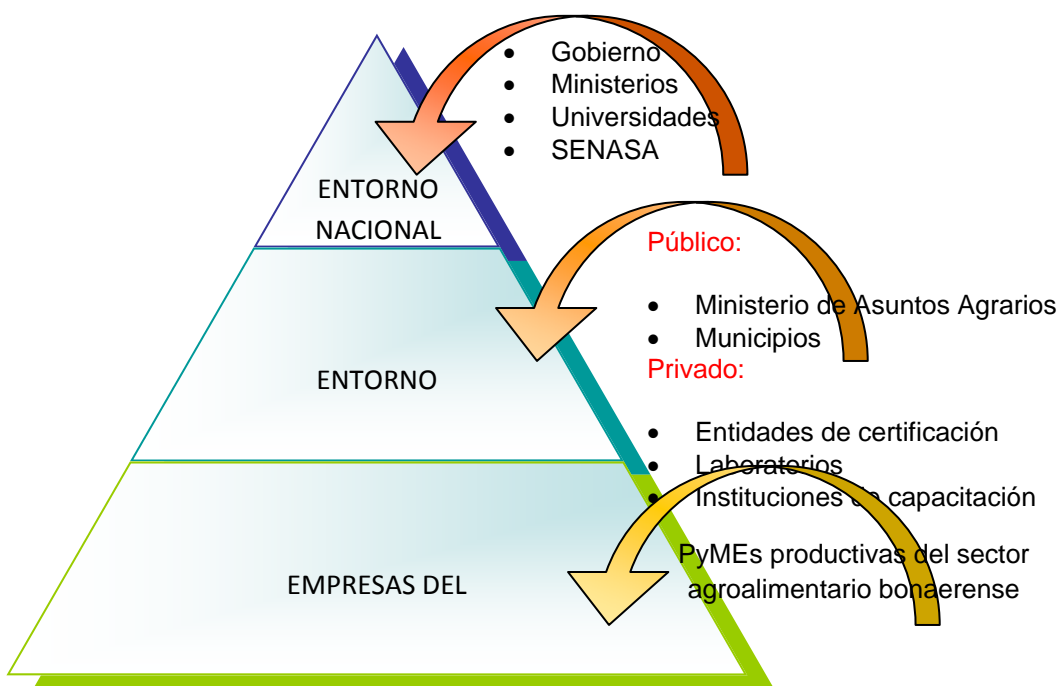 • Gobierno
• Ministerios
• Universidades
• SENASA
ENTORNO
NACIONAL
Público:
• Ministerio de Asuntos Agrarios
• Municipios
Privado:
• Entidades de certificación
• Laboratorios
• Instituciones de capacitación
ENTORNO
PyMEs productivas del sector
agroalimentario bonaerense
EMPRESAS DEL